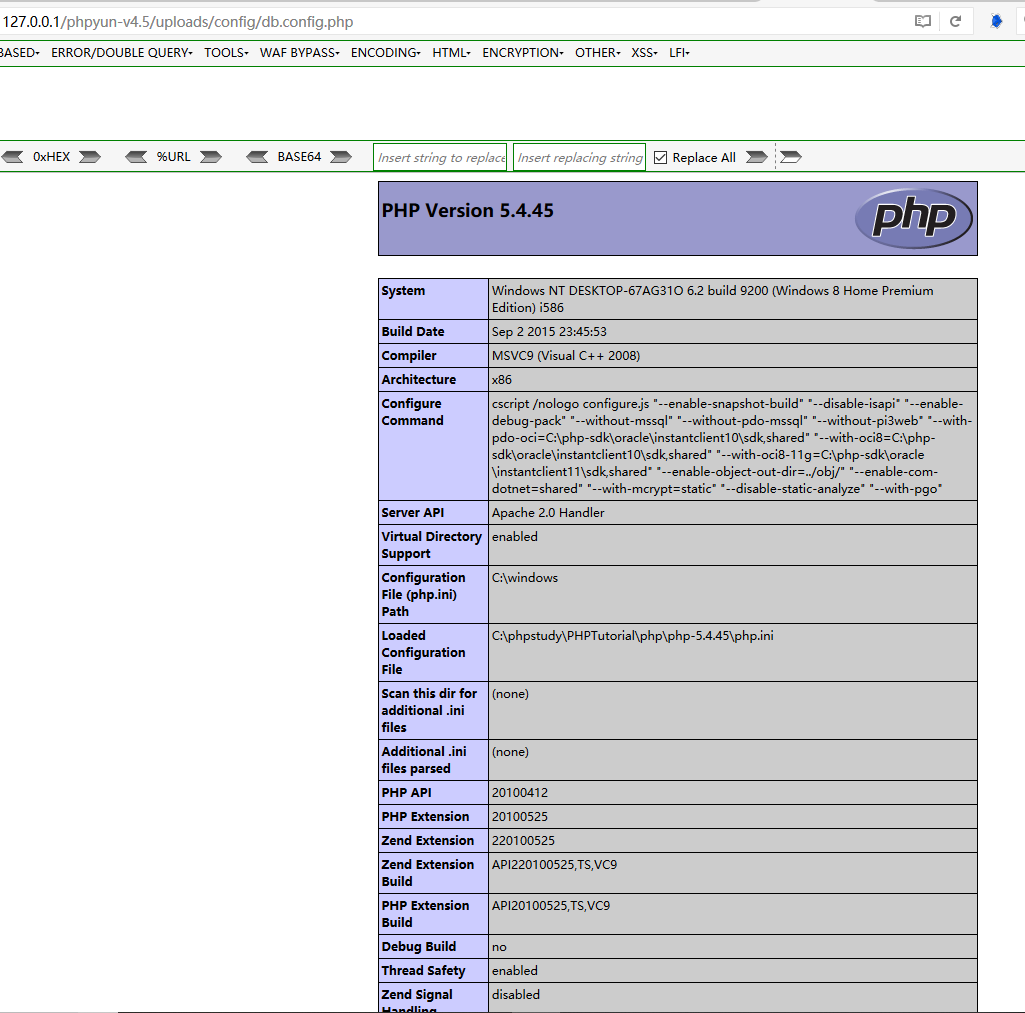 127.0.0.1/phpyun-v4.5/uploads/config/db.config.php
BASED ERROR/DOUBLE QUERY TOOLS WAF BYPASS ENCODING HTML ENCRYPTION OTHER XSS LFI
0xHEX %URL BASE64 Insert string to replace Insert replacing string Replace All
PHP Version 5.4.45
php
System
Windows NT DESKTOP-67AG31O 6.2 build 9200 (Windows 8 Home Premium
Edition) i586
Build Date
Sep 2 2015 23:45:53
Compiler
MSVC9 (Visual C++ 2008)
Architecture
x86
Configure
Command
cscript /nologo configure.js "--enable-snapshot-build" "--disable-isapi" "--enable-
debug-pack" "--without-mssql" "--without-pdo-mssql" "--without-pi3web" "--with-
pdo-oci=C:\php-sdk\oracle\instantclient10\sdk,shared" "--with-oci8=C:\php-
sdk\oracle\instantclient10\sdk,shared" "--with-oci8-11g=C:\php-sdk\oracle
\instantclient11\sdk,shared" "--enable-object-out-dir=../obj/" "--enable-com-
dotnet=shared" "--with-mcrypt=static" "--disable-static-analyze" "--with-pgo"
Server API
Apache 2.0 Handler
Virtual Directory
Support
enabled
Configuration
File (php.ini)
Path
C:\windows
Loaded
Configuration
File
C:\phpstudy\PHPTutorial\php\php-5.4.45\php.ini
Scan this dir for
additional .ini
files
(none)
Additional .ini
files parsed
(none)
PHP API
20100412
PHP Extension
20100525
Zend Extension
220100525
Zend Extension
Build
API220100525,TS,VC9
PHP Extension
Build
API20100525,TS,VC9
Debug Build
no
Thread Safety
enabled
Zend Signal
Handling
disabled